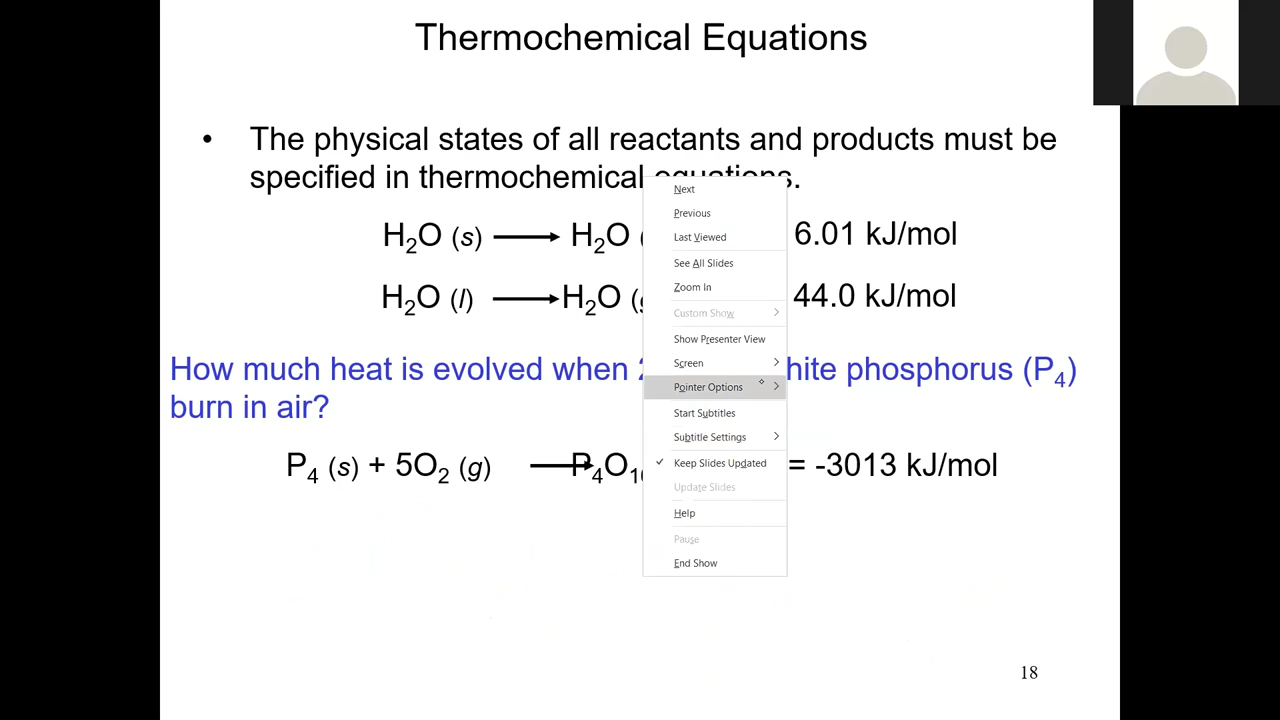 Thermochemical Equations
• The physical states of all reactants and products must be
specified in thermochemical equations.
H2O (s) ⟶ H2O ( 6.01 kJ/mol
H2O (l) ⟶ H2O ( 44.0 kJ/mol
How much heat is evolved when hite phosphorus (P4)
burn in air?
P4 (s) + 5O2 (g) ⟶ P4O10 = -3013 kJ/mol
Next
Previous
Last Viewed
See All Slides
Zoom In
Custom Show
Show Presenter View
Screen
Pointer Options
Start Subtitles
Subtitle Settings
✓ Keep Slides Updated
Update Slides
Help
Pause
End Show
18